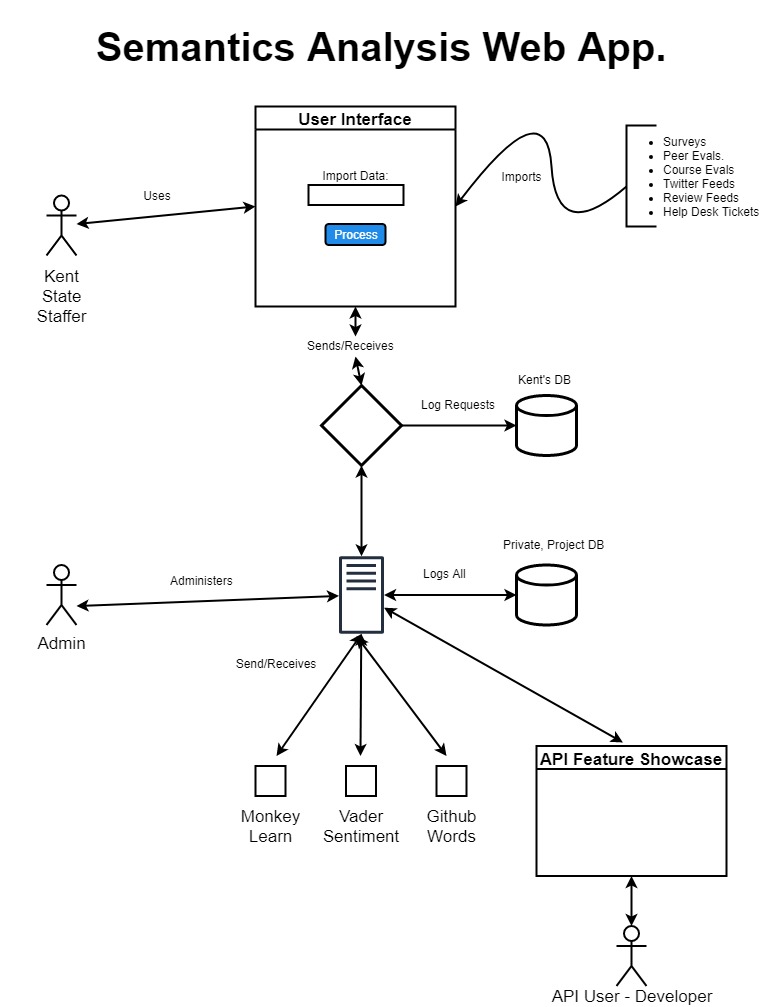 Semantics Analysis Web App.
User Interface
Import Data:
Process
Uses
Imports
Surveys
Peer Evals.
Course Evals
Twitter Feeds
Review Feeds
Help Desk Tickets
Kent
State
Staffer
Sends/Receives
Kent's DB
Log Requests
Private, Project DB
Logs All
Administers
Admin
Send/Receives
Monkey
Learn
Vader
Sentiment
Github
Words
API Feature Showcase
API User - Developer